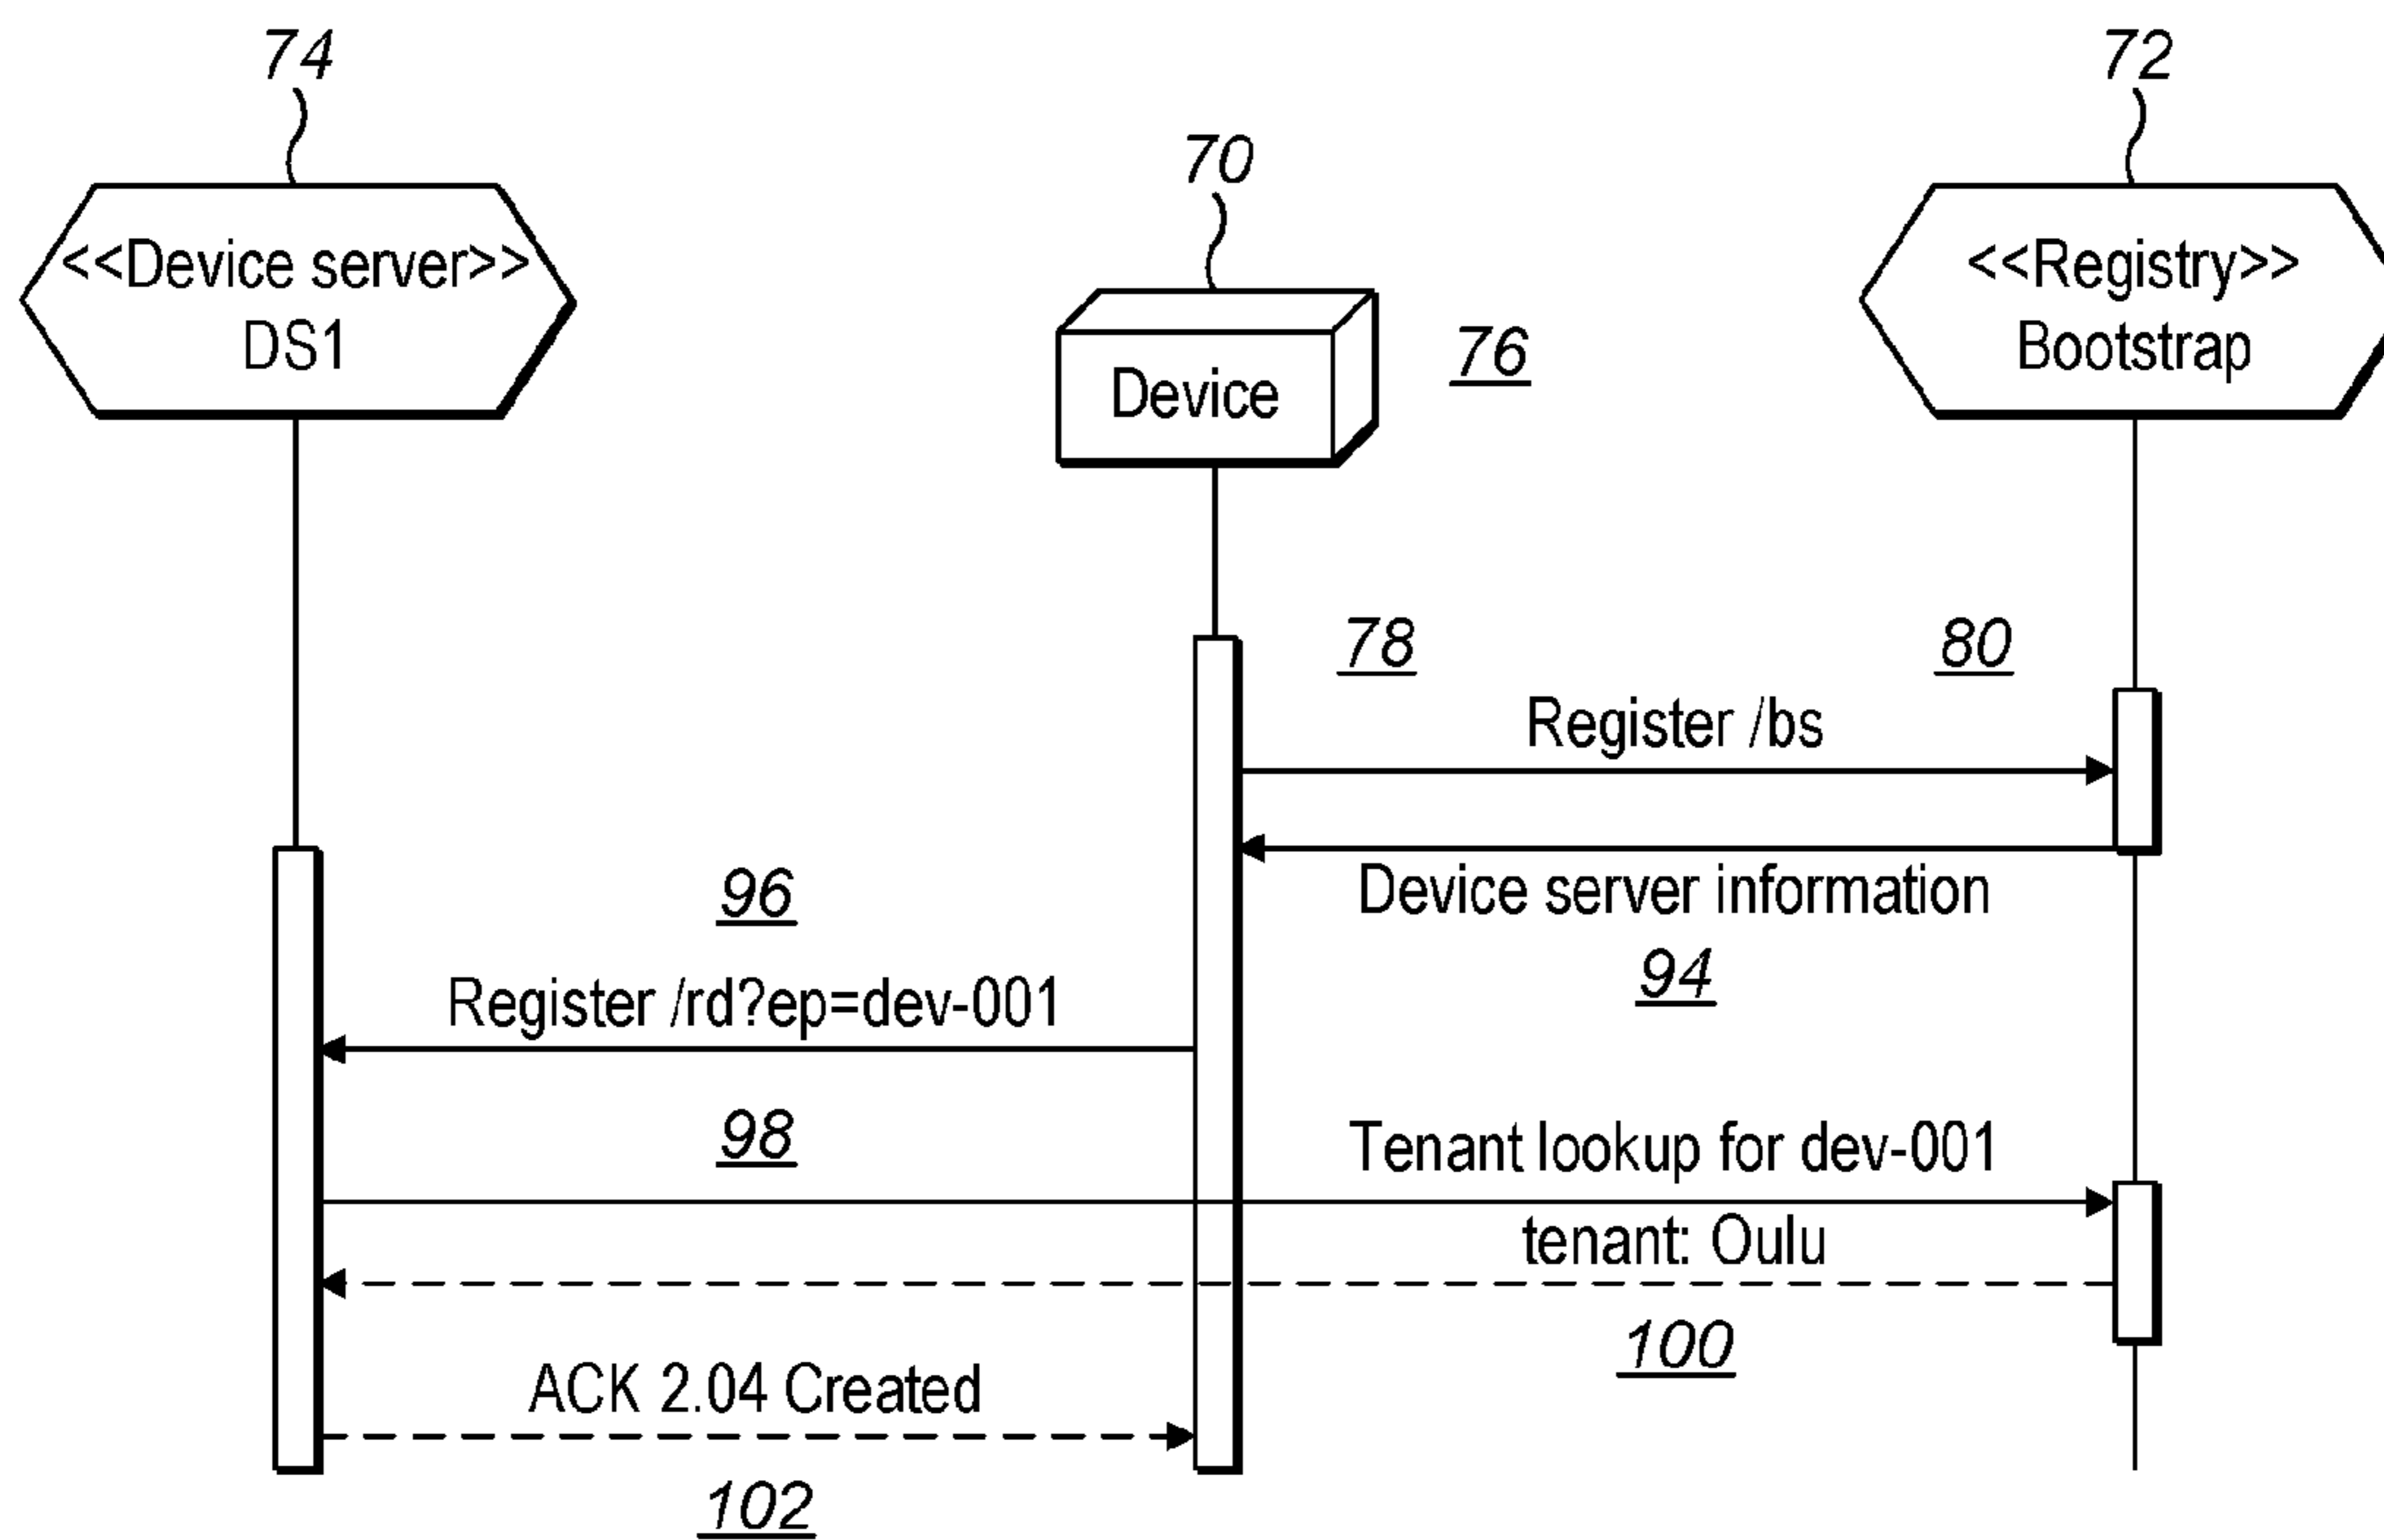 74
72
70
<<Device server>>
DS1
<<Registry>>
Bootstrap
76
Device
78
80
Register /bs
96
Device server information
94
Register /rd?ep=dev-001
98
Tenant lookup for dev-001
tenant: Oulu
100
ACK 2.04 Created
102